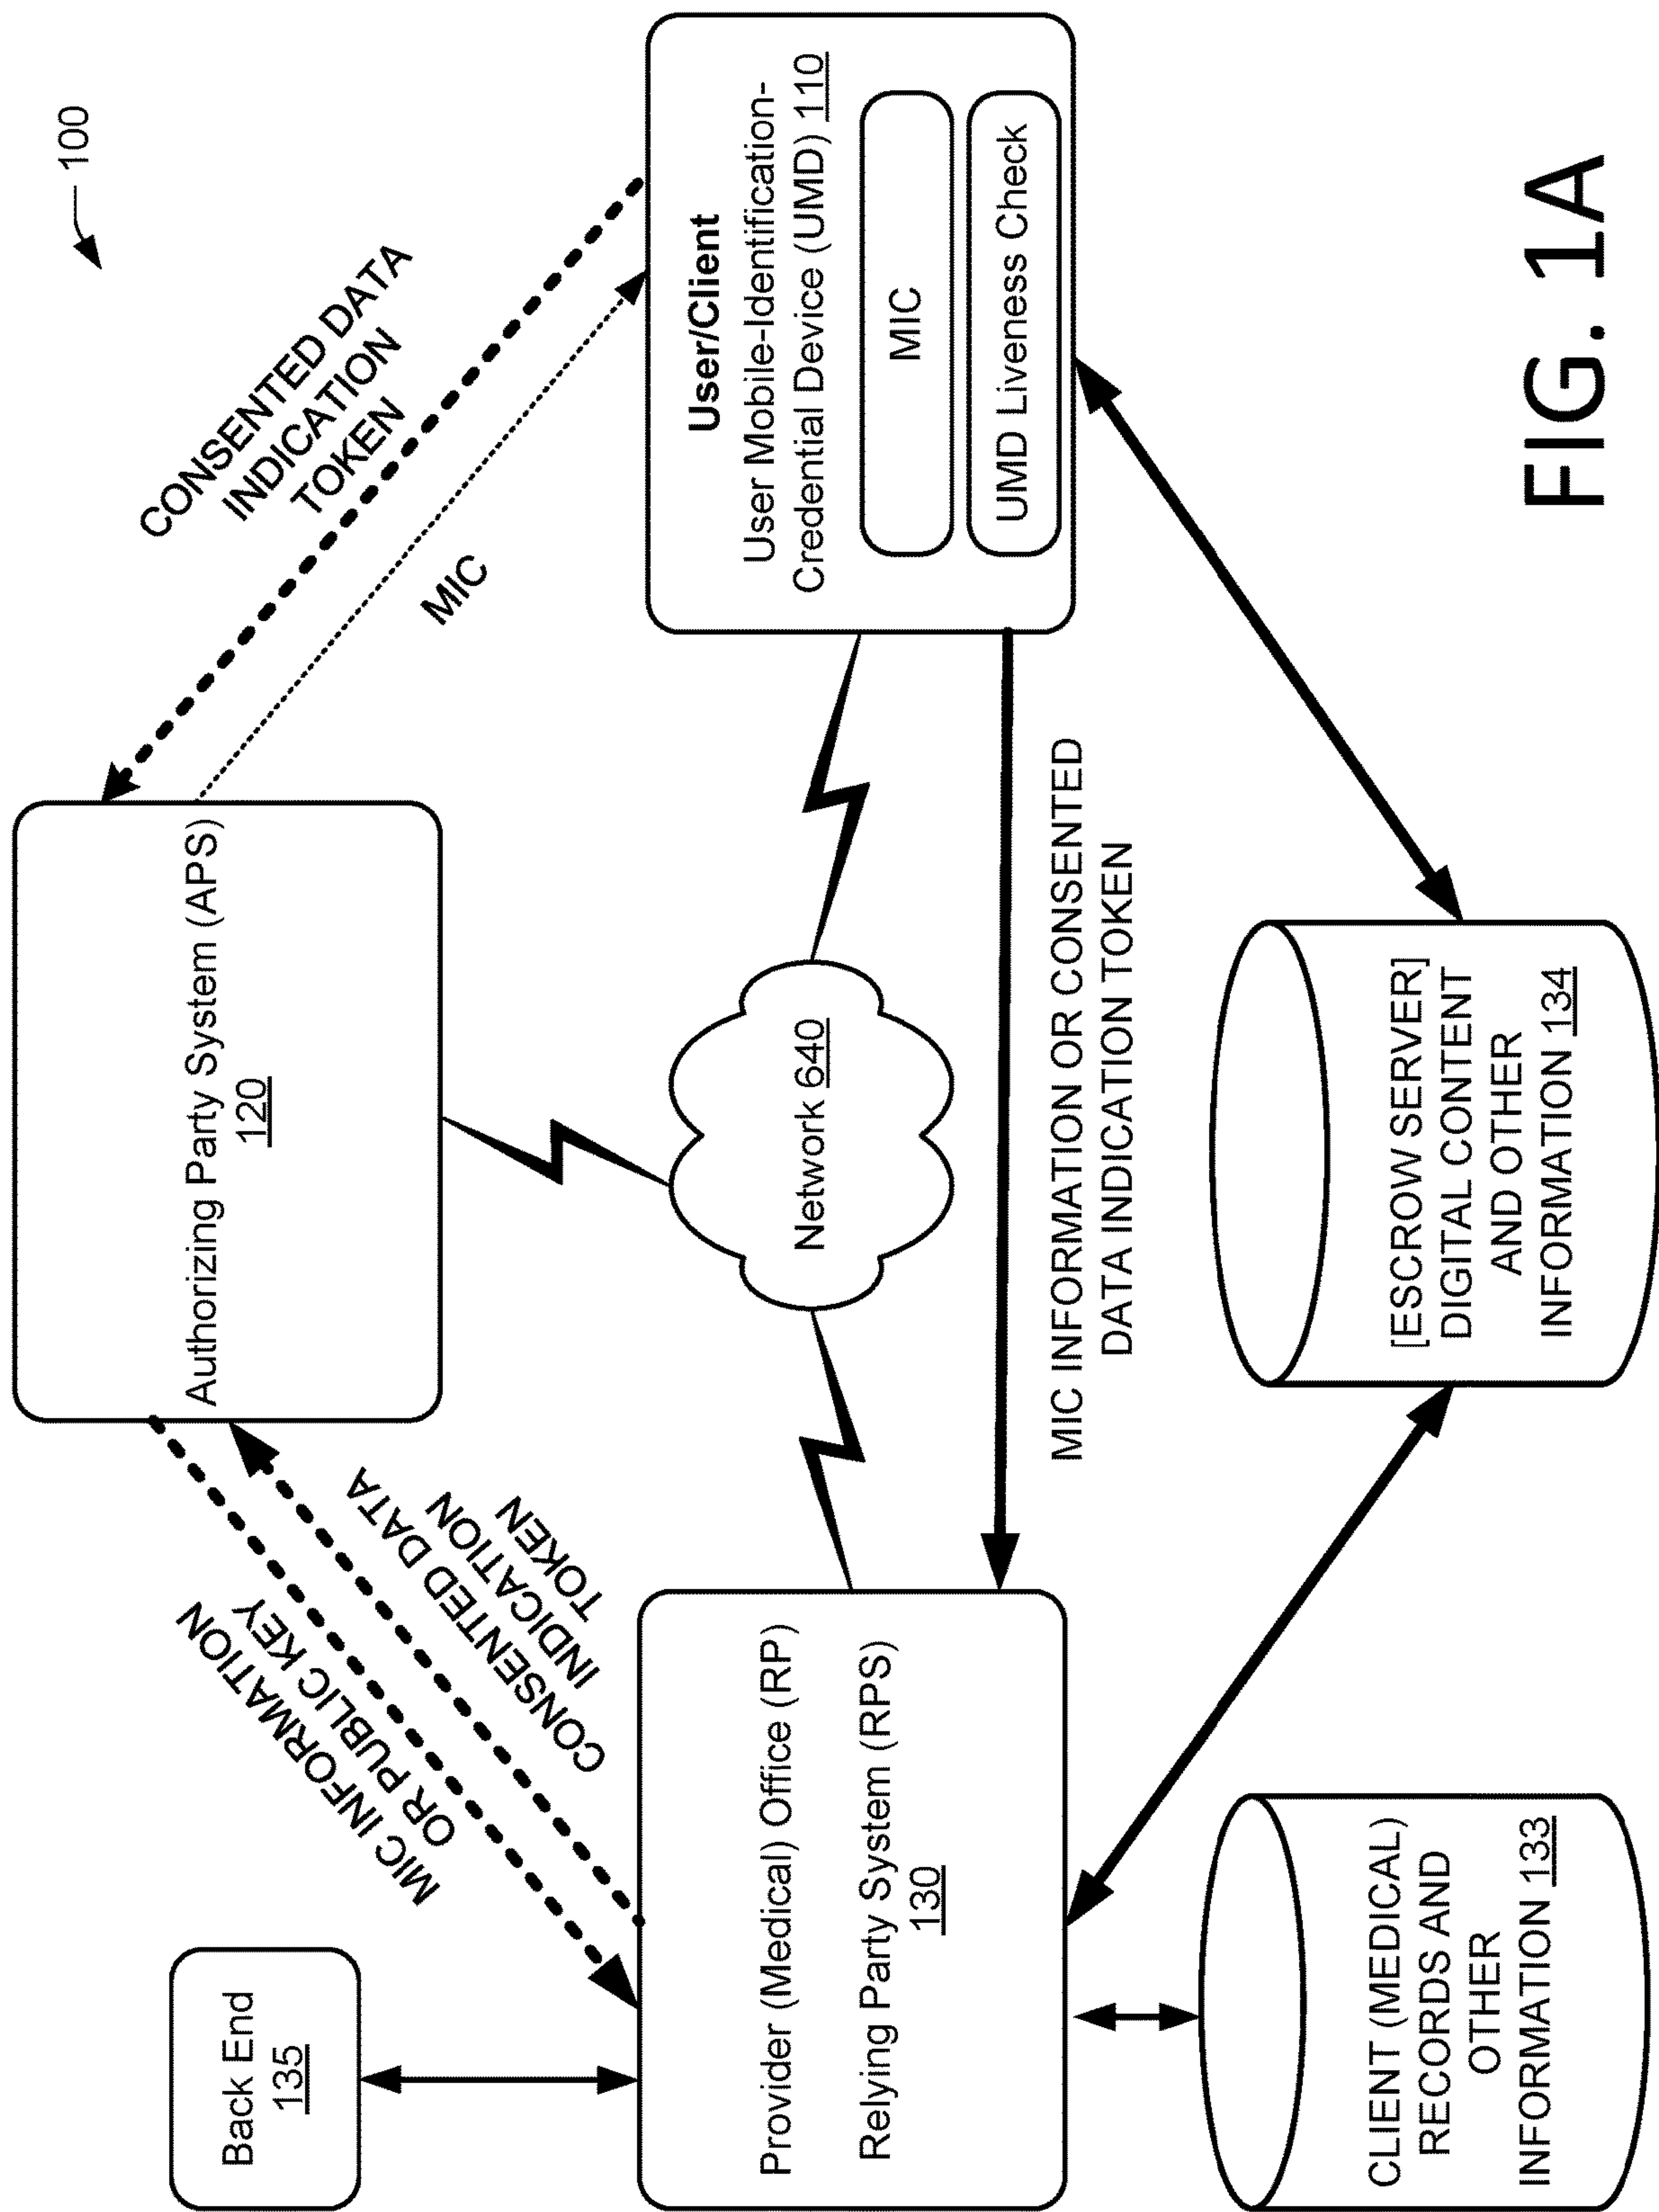 100
Back End
135
Authorizing Party System (APS)
120
CONSENTED DATA
INDICATION
TOKEN
MIC
MIC INFORMATION
OR PUBLIC KEY
CONSENTED DATA
INDICATION
TOKEN
Provider (Medical) Office (RP)
Relying Party System (RPS)
130
Network 640
User/Client
User Mobile-Identification-
Credential Device (UMD) 110
MIC
UMD Liveness Check
MIC INFORMATION OR CONSENTED
DATA INDICATION TOKEN
CLIENT (MEDICAL)
RECORDS AND
OTHER
INFORMATION 133
[ESCROW SERVER]
DIGITAL CONTENT
AND OTHER
INFORMATION 134
FIG. 1A